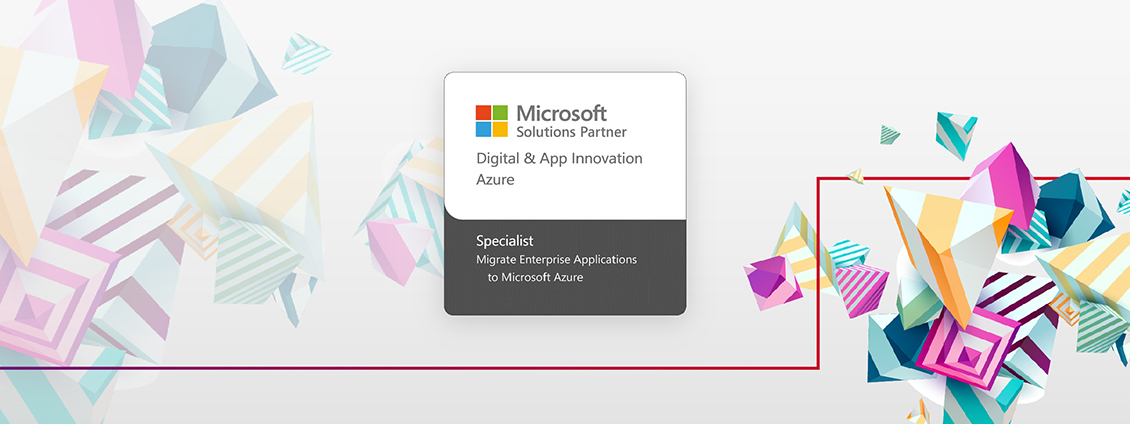 Microsoft
Solutions Partner
Digital & App Innovation
Azure
Specialist
Migrate Enterprise Applications
to Microsoft Azure